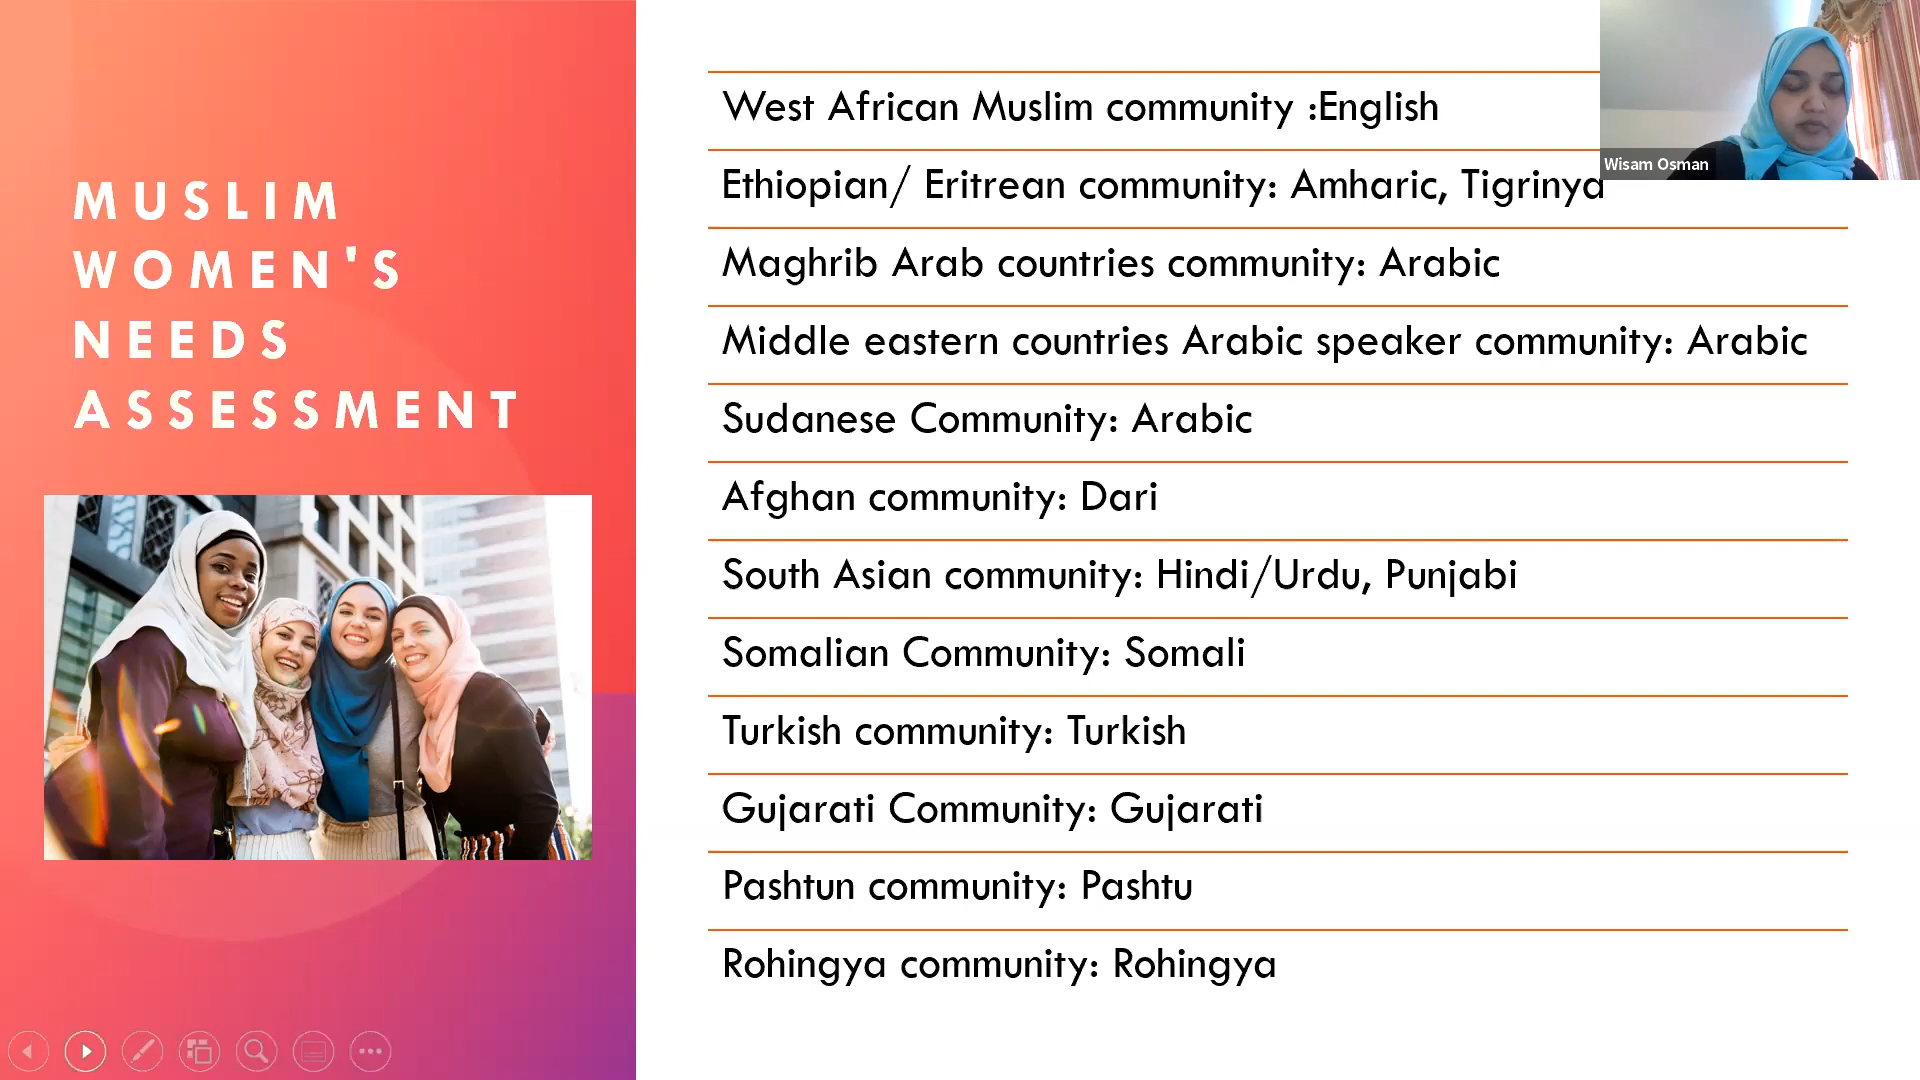 MUSLIM
WOMEN'S
NEEDS
ASSESSMENT
West African Muslim community :English
Ethiopian/ Eritrean community: Amharic, Tigrinya
Maghrib Arab countries community: Arabic
Middle eastern countries Arabic speaker community: Arabic
Sudanese Community: Arabic
Afghan community: Dari
South Asian community: Hindi/Urdu, Punjabi
Somalian Community: Somali
Turkish community: Turkish
Gujarati Community: Gujarati
Pashtun community: Pashtu
Rohingya community: Rohingya
Wisam Osman